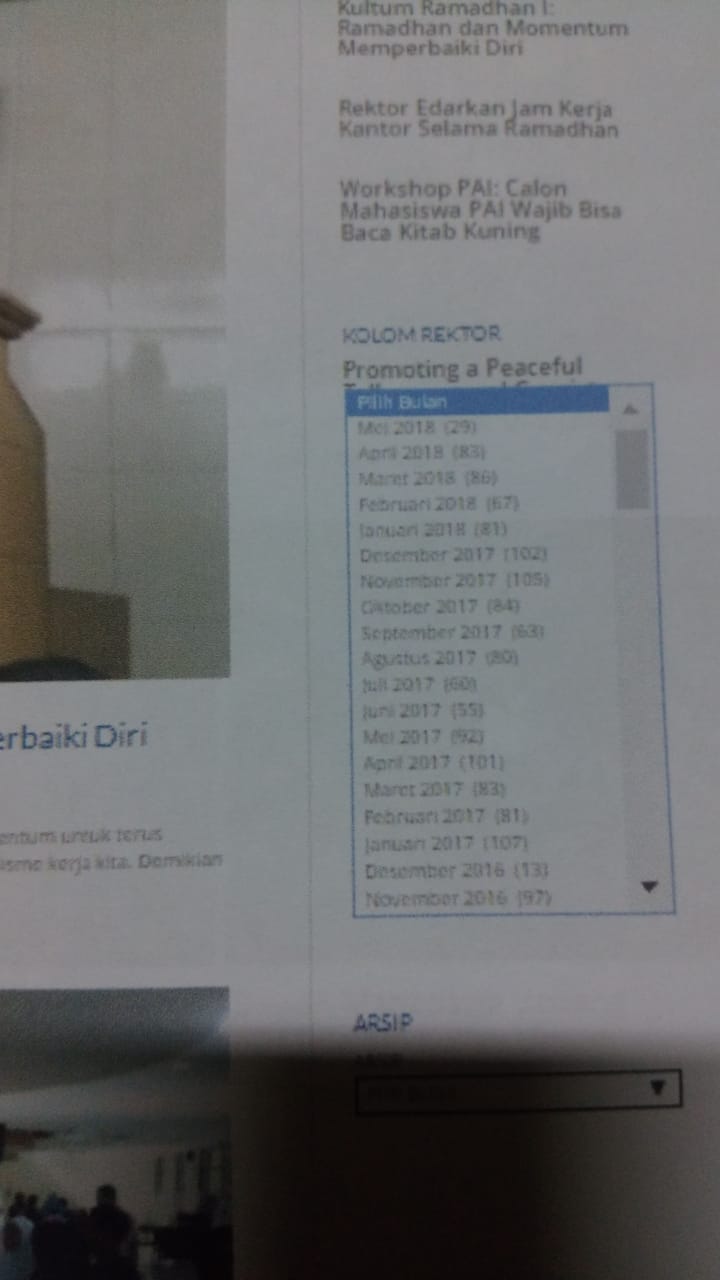 Kultum Ramadhan I:
Ramadhan dan Momentum
Memperbaiki Diri
Rektor Edarkan Jam Kerja
Kantor Selama Ramadhan
Workshop PAI: Calon
Mahasiswa PAI Wajib Bisa
Baca Kitab Kuning
KOLOM REKTOR
Promoting a Peaceful
Pilih Bulan
Mei 2018 (29)
April 2018 (83)
Maret 2018 (86)
Februari 2018 (67)
Januari 2018 (81)
Desember 2017 (102)
November 2017 (105)
Oktober 2017 (84)
September 2017 (63)
Agustus 2017 (80)
Juli 2017 (60)
Juni 2017 (55)
Mei 2017 (92)
April 2017 (101)
Maret 2017 (83)
Februari 2017 (81)
Januari 2017 (107)
Desember 2016 (13)
November 2016 (97)
erbaiki Diri
entum untuk terus
isme kerja kita. Demikian
ARSIP